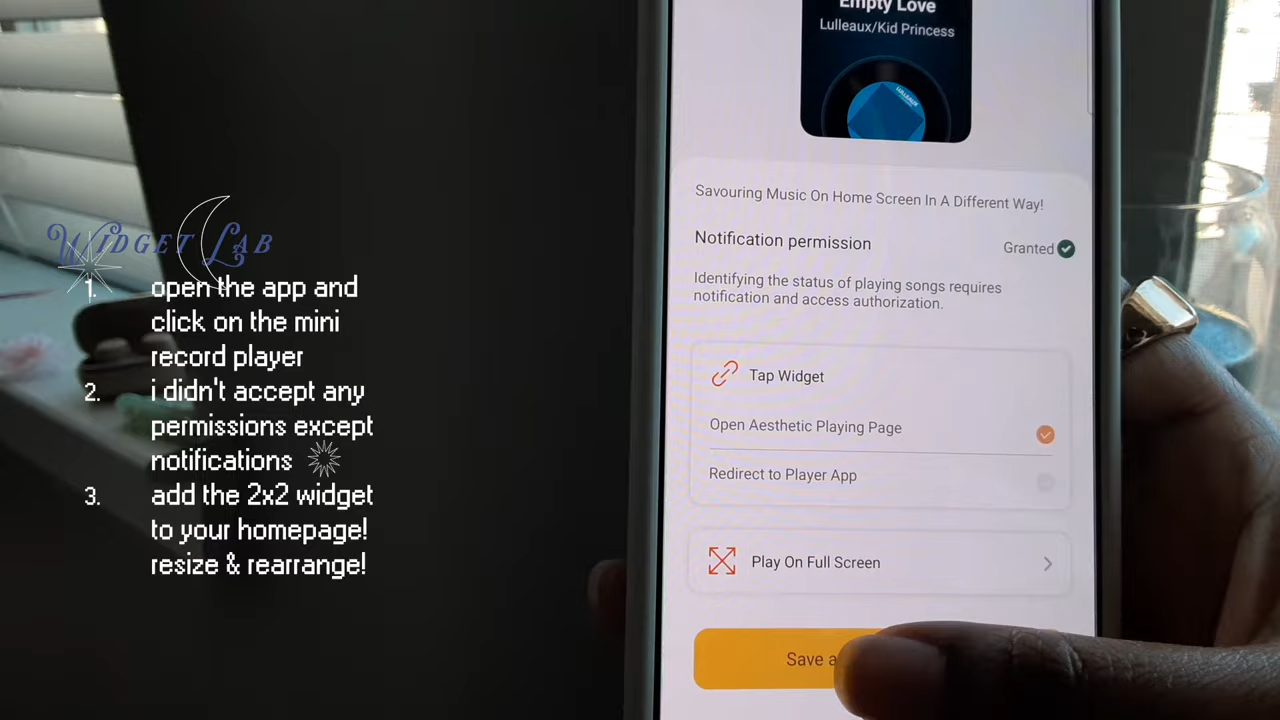 WIDGET LAB
1. open the app and
click on the mini
record player
2. i didn't accept any
permissions except
notifications
3. add the 2x2 widget
to your homepage!
resize & rearrange!
Empty Love
Lulleaux/Kid Princess
LULLEAUX
Savouring Music On Home Screen In A Different Way!
Notification permission
Granted
Identifying the status of playing songs requires
notification and access authorization.
Tap Widget
Open Aesthetic Playing Page
Redirect to Player App
Play On Full Screen
Save